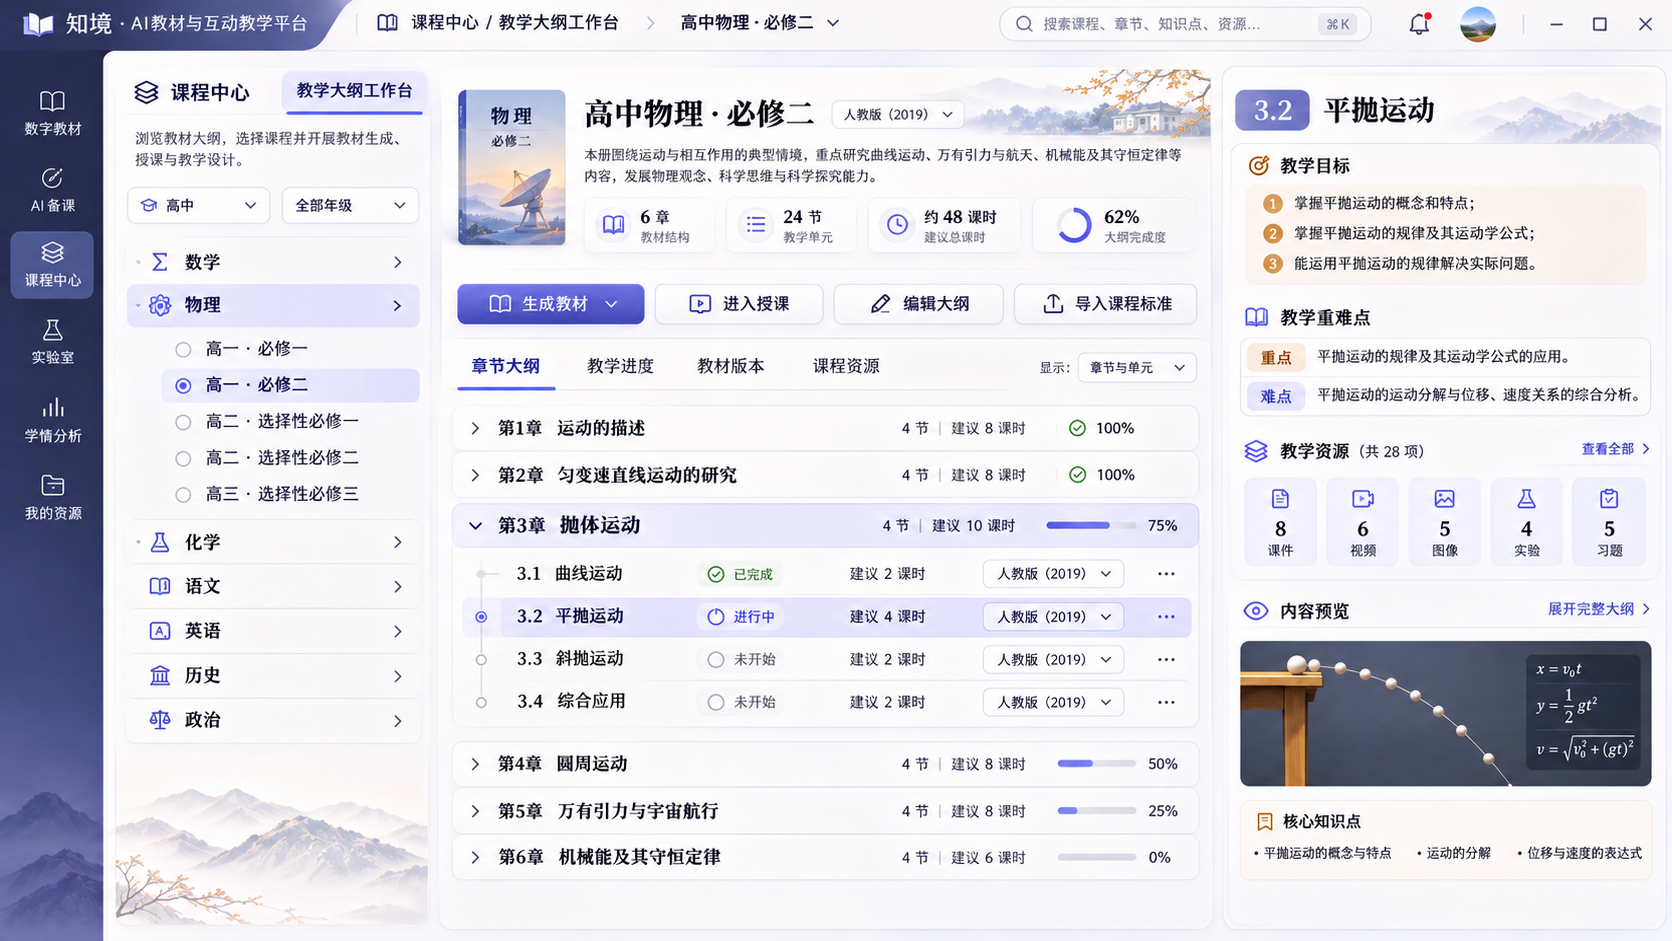 知境 · AI教材与互动教学平台
课程中心 / 教学大纲工作台
高中物理 · 必修二
搜索课程、章节、知识点、资源...
⌘ K
数字教材
AI 备课
课程中心
实验室
学情分析
我的资源
课程中心
教学大纲工作台
浏览教材大纲，选择课程并开展教材生成、
授课与教学设计。
高中
全部年级
数学
物理
高一 · 必修一
高一 · 必修二
高二 · 选择性必修一
高二 · 选择性必修二
高三 · 选择性必修三
化学
语文
英语
历史
政治
物理
必修二
高中物理 · 必修二
人教版（2019）
本册围绕运动与相互作用的典型情境，重点研究曲线运动、万有引力与航天、机械能及其守恒定律等
内容，发展物理观念、科学思维与科学探究能力。
6 章
教材结构
24 节
教学单元
约 48 课时
建议总课时
62%
大纲完成度
生成教材
进入授课
编辑大纲
导入课程标准
章节大纲
教学进度
教材版本
课程资源
显示：
章节与单元
第1章 运动的描述 4 节 | 建议 8 课时 100%
第2章 匀变速直线运动的研究 4 节 | 建议 8 课时 100%
第3章 抛体运动 4 节 | 建议 10 课时 75%
3.1 曲线运动 已完成 建议 2 课时 人教版（2019） ...
3.2 平抛运动 进行中 建议 4 课时 人教版（2019） ...
3.3 斜抛运动 未开始 建议 2 课时 人教版（2019） ...
3.4 综合应用 未开始 建议 2 课时 人教版（2019） ...
第4章 圆周运动 4 节 | 建议 8 课时 50%
第5章 万有引力与宇宙航行 4 节 | 建议 8 课时 25%
第6章 机械能及其守恒定律 4 节 | 建议 6 课时 0%
3.2 平抛运动
教学目标
1 掌握平抛运动的概念和特点；
2 掌握平抛运动的规律及其运动学公式；
3 能运用平抛运动的规律解决实际问题。
教学重难点
重点 平抛运动的规律及其运动学公式的应用。
难点 平抛运动的运动分解与位移、速度关系的综合分析。
教学资源（共 28 项）
查看全部
8
课件
6
视频
5
图像
4
实验
5
习题
内容预览
展开完整大纲
x = v₀t
y = 1/2 gt²
v = √(v₀² + (gt)²)
核心知识点
• 平抛运动的概念与特点 • 运动的分解 • 位移与速度的表达式